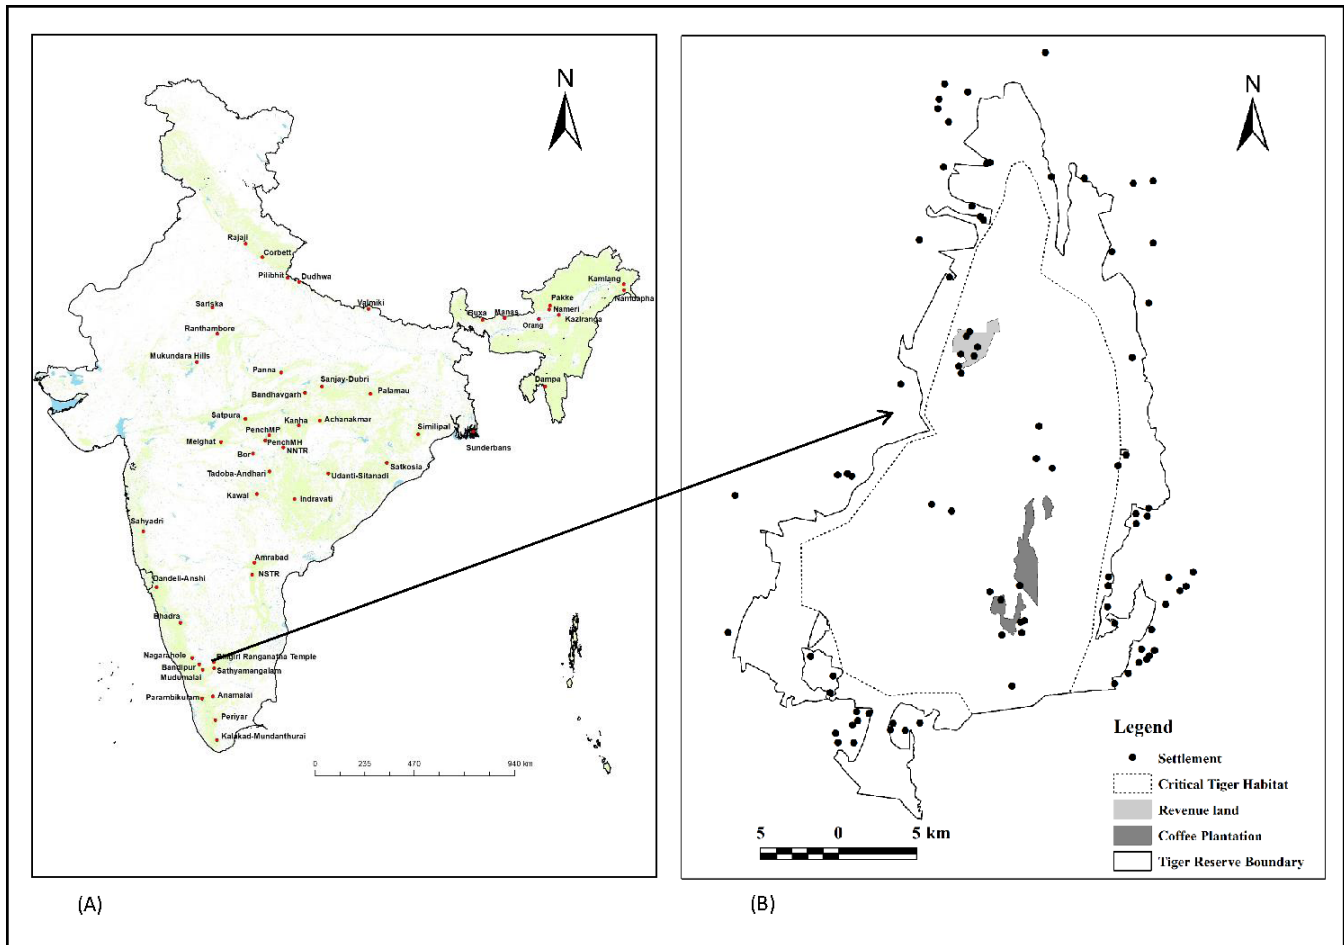 N
Rajaji
Corbett
Pilibhit
Dudhwa
Valmiki
Kamlang
Namdapha
Pakke
Nameri
Buxa
Manas
Orang
Kaziranga
Sariska
Ranthambore
Mukundara Hills
Panna
Sanjay-Dubri
Dampa
Bandhavgarh
Palamau
Satpura
Kanha
Achanakmar
PenchMP
Similipal
Melghat
PenchMH
NNTR
Sunderbans
Bor
Satkosia
Tadoba-Andhari
Udanti-Sitanadi
Kawal
Indravati
Sahyadri
Amrabad
NSTR
Dandeli-Anshi
Bhadra
Nagarahole
Biligiri Ranganatha Temple
Bandipur
Sathyamangalam
Mudumalai
Parambikulam
Anamalai
Periyar
Kalakad-Mundanthurai
0 235 470 940 km
(A)
N
Legend
Settlement
Critical Tiger Habitat
Revenue land
Coffee Plantation
Tiger Reserve Boundary
5 0 5 km
(B)